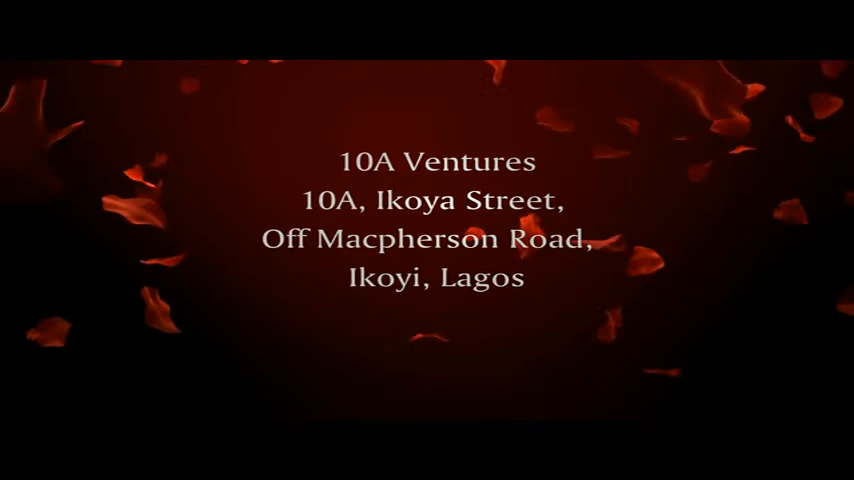 10A Ventures
10A, Ikoya Street,
Off Macpherson Road,
Ikoyi, Lagos